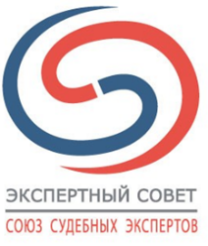 ЭКСПЕРТНЫЙ СОВЕТ
СОЮЗ СУДЕБНЫХ ЭКСПЕРТОВ